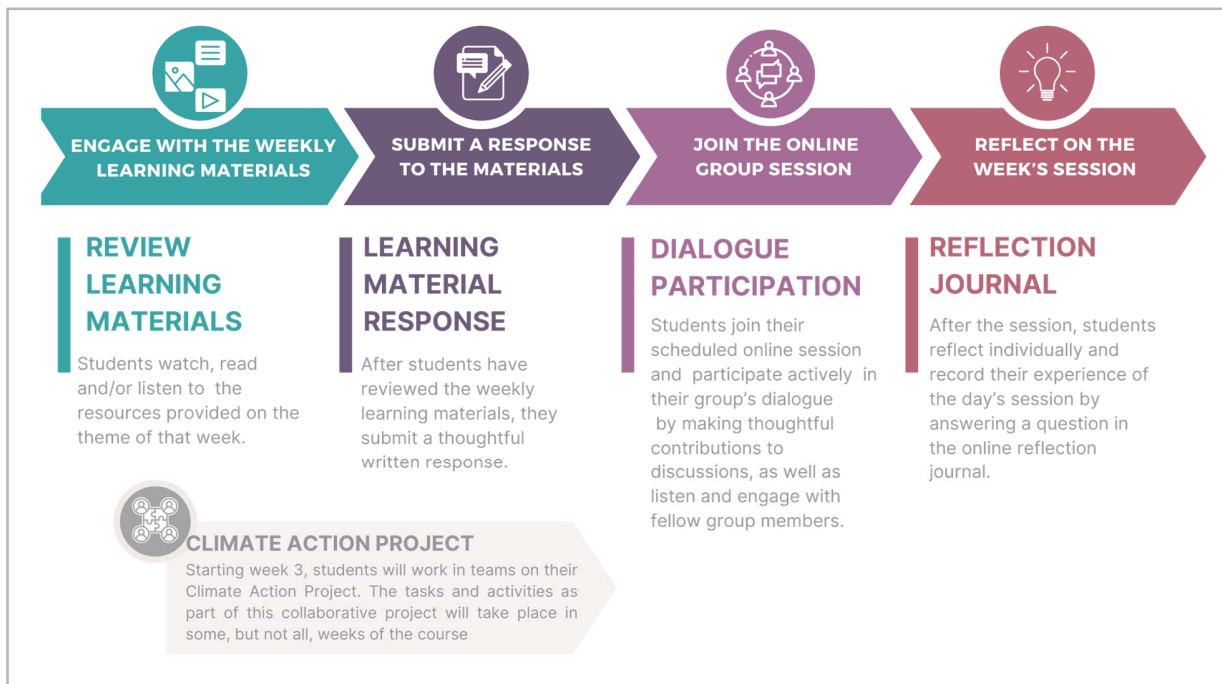 ENGAGE WITH THE WEEKLY
LEARNING MATERIALS
SUBMIT A RESPONSE
TO THE MATERIALS
JOIN THE ONLINE
GROUP SESSION
REFLECT ON THE
WEEK'S SESSION
REVIEW
LEARNING
MATERIALS
Students watch, read
and/or listen to the
resources provided on the
theme of that week.
LEARNING
MATERIAL
RESPONSE
After students have
reviewed the weekly
learning materials, they
submit a thoughtful
written response.
DIALOGUE
PARTICIPATION
Students join their
scheduled online session
and participate actively in
their group's dialogue
by making thoughtful
contributions to
discussions, as well as
listen and engage with
fellow group members.
REFLECTION
JOURNAL
After the session, students
reflect individually and
record their experience of
the day's session by
answering a question in
the online reflection
journal.
CLIMATE ACTION PROJECT
Starting week 3, students will work in teams on their
Climate Action Project. The tasks and activities as
part of this collaborative project will take place in
some, but not all, weeks of the course